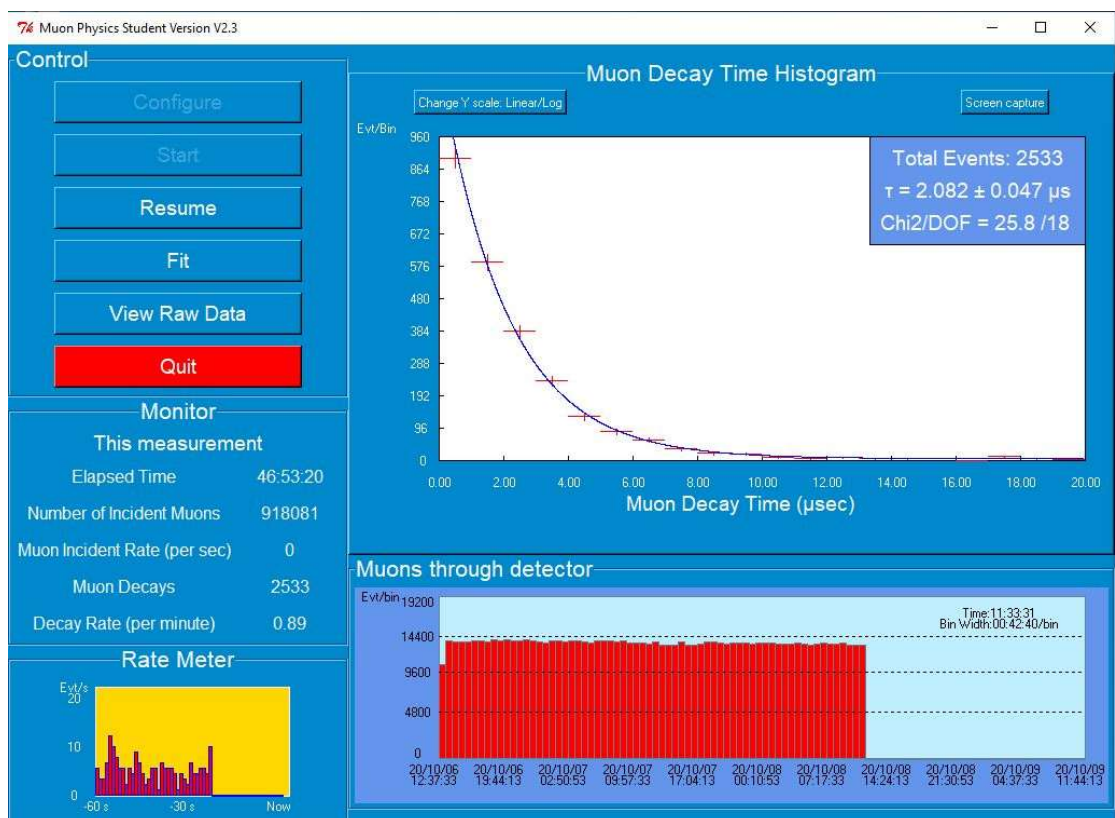 Muon Physics Student Version V2.3
Control
Configure
Start
Resume
Fit
View Raw Data
Quit
Monitor
This measurement
Elapsed Time 46:53:20
Number of Incident Muons 918081
Muon Incident Rate (per sec) 0
Muon Decays 2533
Decay Rate (per minute) 0.89
Rate Meter
Evt/s
20
10
0
-60 s -30 s Now
Muon Decay Time Histogram
Change Y scale: Linear/Log Screen capture
Evt/Bin
960
864
768
672
576
480
384
288
192
96
0
Total Events: 2533
τ = 2.082 ± 0.047 µs
Chi2/DOF = 25.8 /18
0.00 2.00 4.00 6.00 8.00 10.00 12.00 14.00 16.00 18.00 20.00
Muon Decay Time (µsec)
Muons through detector
Evt/bin
19200
14400
9600
4800
0
Time:11:33:31
Bin Width:00:42:40/bin
20/10/06 20/10/06 20/10/07 20/10/07 20/10/07 20/10/08 20/10/08 20/10/08 20/10/08 20/10/09 20/10/09
12:37:33 19:44:13 02:50:53 09:57:33 17:04:13 00:10:53 07:17:33 14:24:13 21:30:53 04:37:33 11:44:13